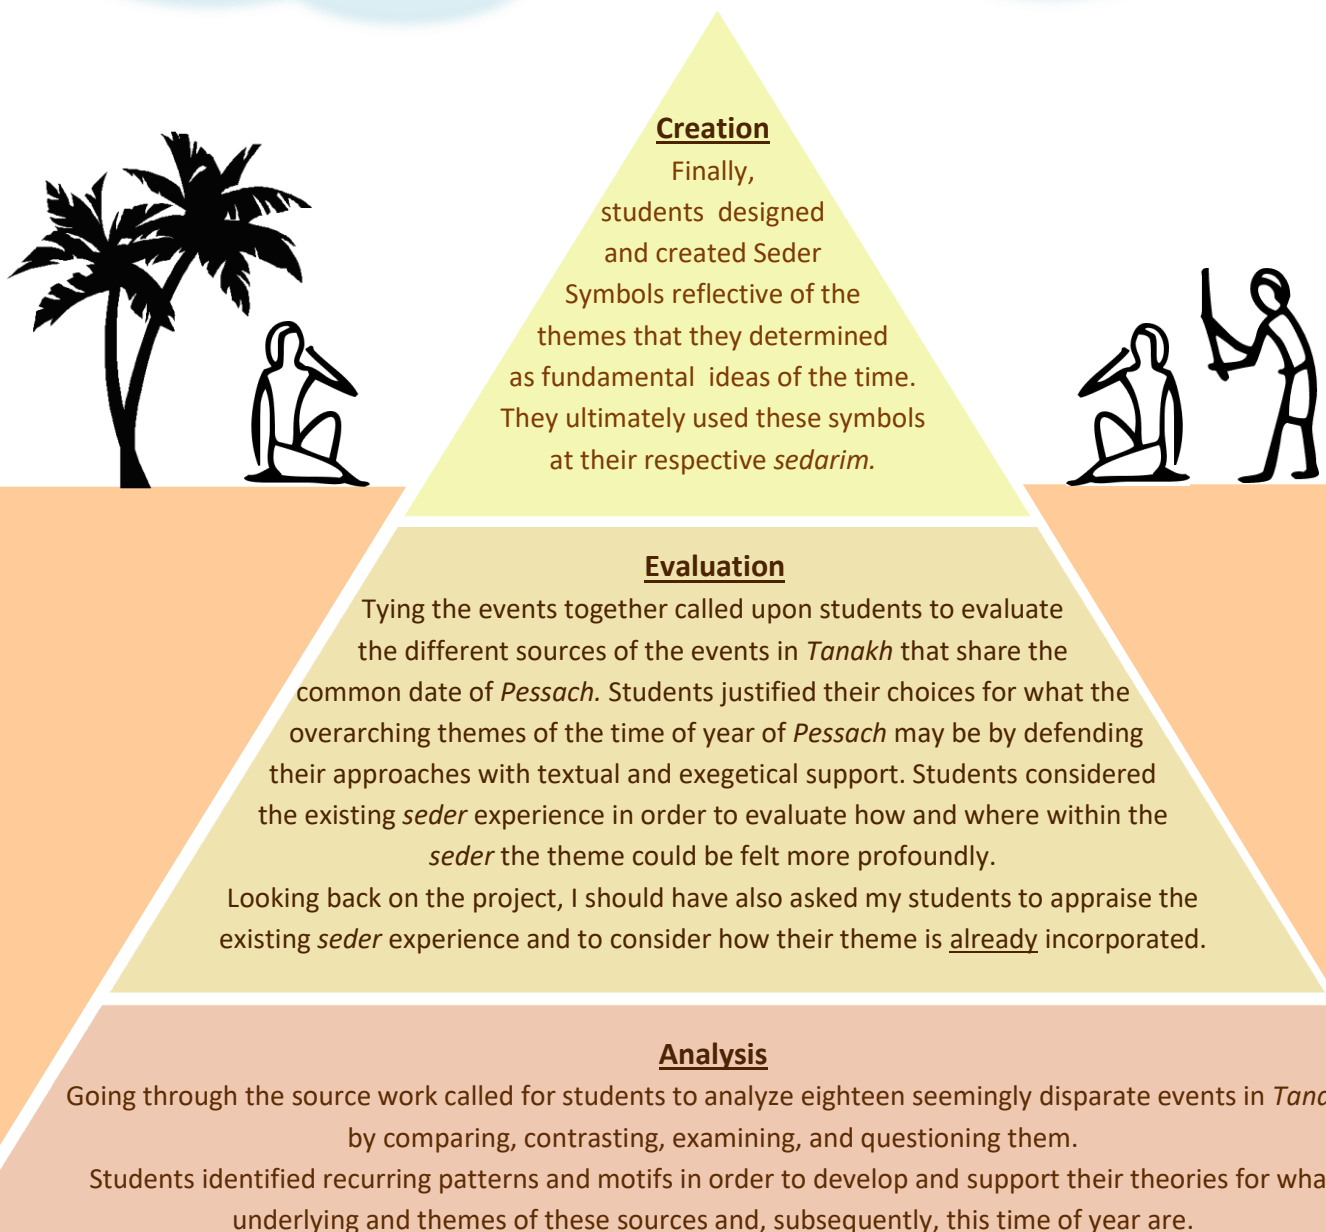 Creation
Finally,
students designed
and created Seder
Symbols reflective of the
themes that they determined
as fundamental ideas of the time.
They ultimately used these symbols
at their respective sedarim.
Evaluation
Tying the events together called upon students to evaluate
the different sources of the events in Tanakh that share the
common date of Pessach. Students justified their choices for what the
overarching themes of the time of year of Pessach may be by defending
their approaches with textual and exegetical support. Students considered
the existing seder experience in order to evaluate how and where within the
seder the theme could be felt more profoundly.
Looking back on the project, I should have also asked my students to appraise the
existing seder experience and to consider how their theme is already incorporated.
Analysis
Going through the source work called for students to analyze eighteen seemingly disparate events in
by comparing, contrasting, examining, and questioning them.
Students identified recurring patterns and motifs in order to develop and support their theories for
underlying and themes of these sources and, subsequently, this time of year are.